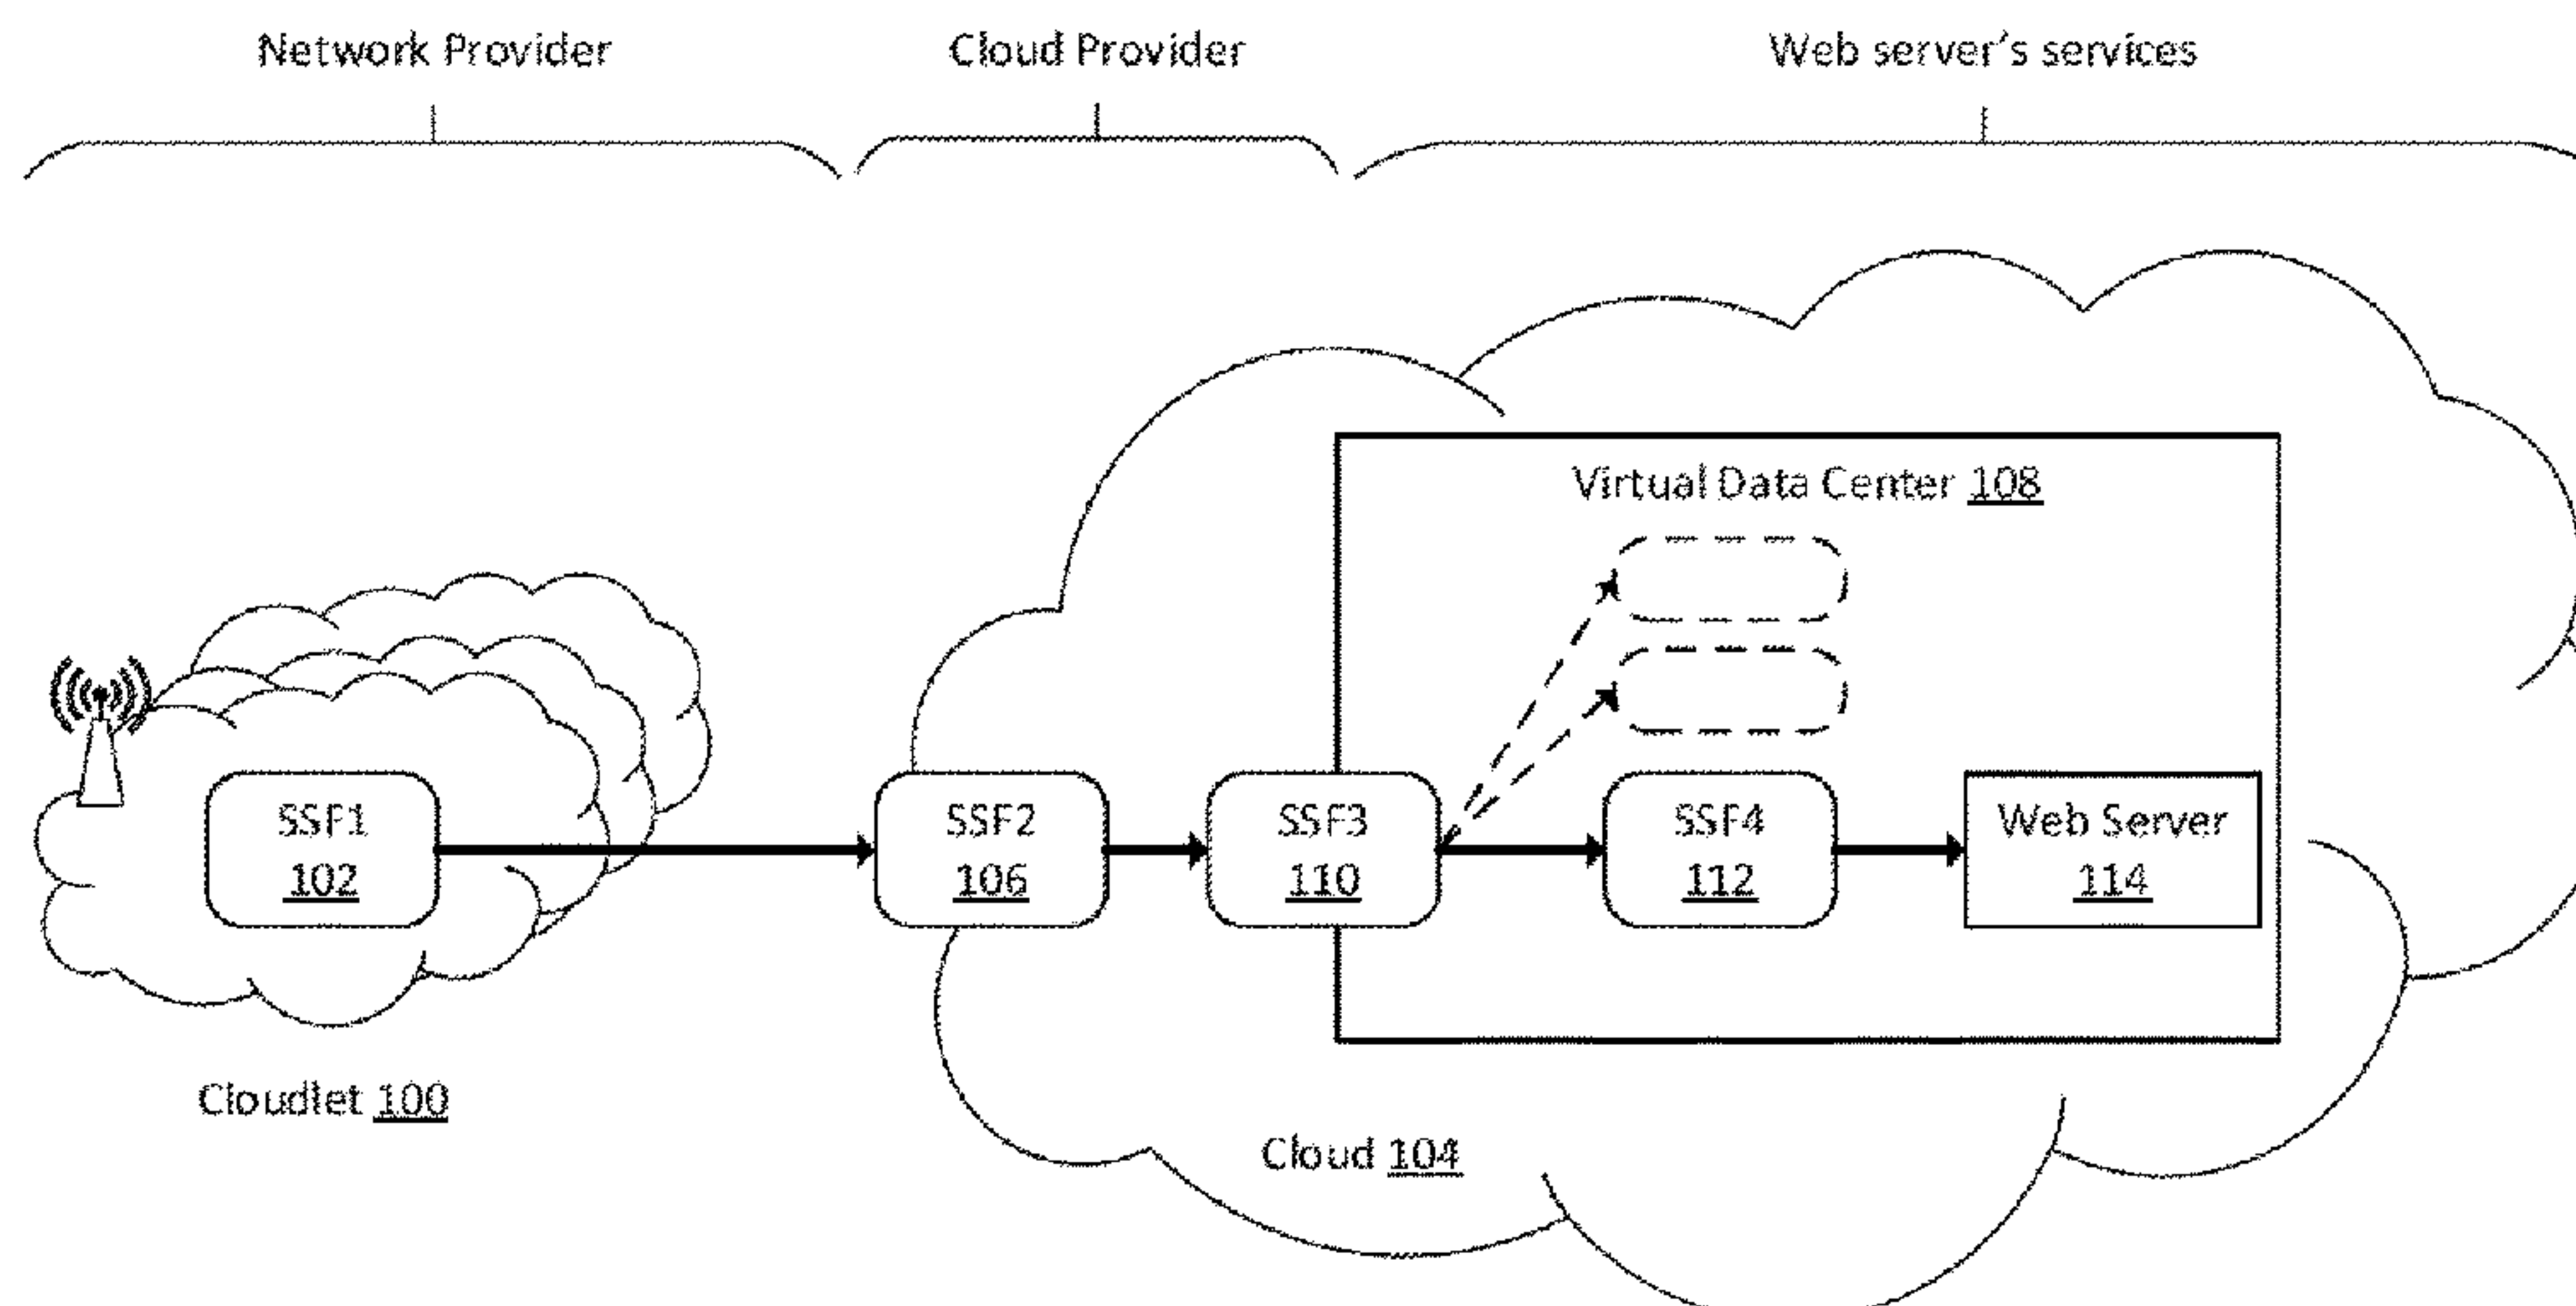 Network Provider
Cloud Provider
Web server's services
Virtual Data Center 108
SSF1
102
SSF2
106
SSF3
110
SSF4
112
Web Server
114
Cloudlet 100
Cloud 104